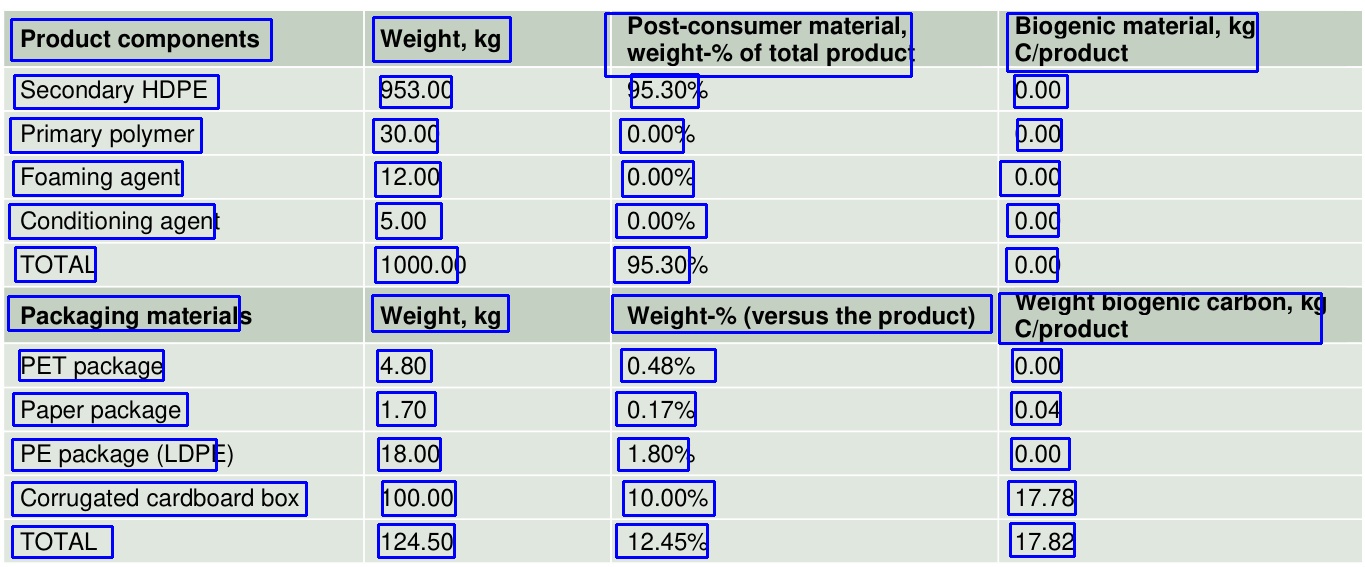 Product components Weight, kg Post-consumer material, weight-% of total product Biogenic material, kg C/product
Secondary HDPE 953.00 95.30% 0.00
Primary polymer 30.00 0.00% 0.00
Foaming agent 12.00 0.00% 0.00
Conditioning agent 5.00 0.00% 0.00
TOTAL 1000.00 95.30% 0.00
Packaging materials Weight, kg Weight-% (versus the product) Weight biogenic carbon, kg C/product
PET package 4.80 0.48% 0.00
Paper package 1.70 0.17% 0.04
PE package (LDPE) 18.00 1.80% 0.00
Corrugated cardboard box 100.00 10.00% 17.78
TOTAL 124.50 12.45% 17.82